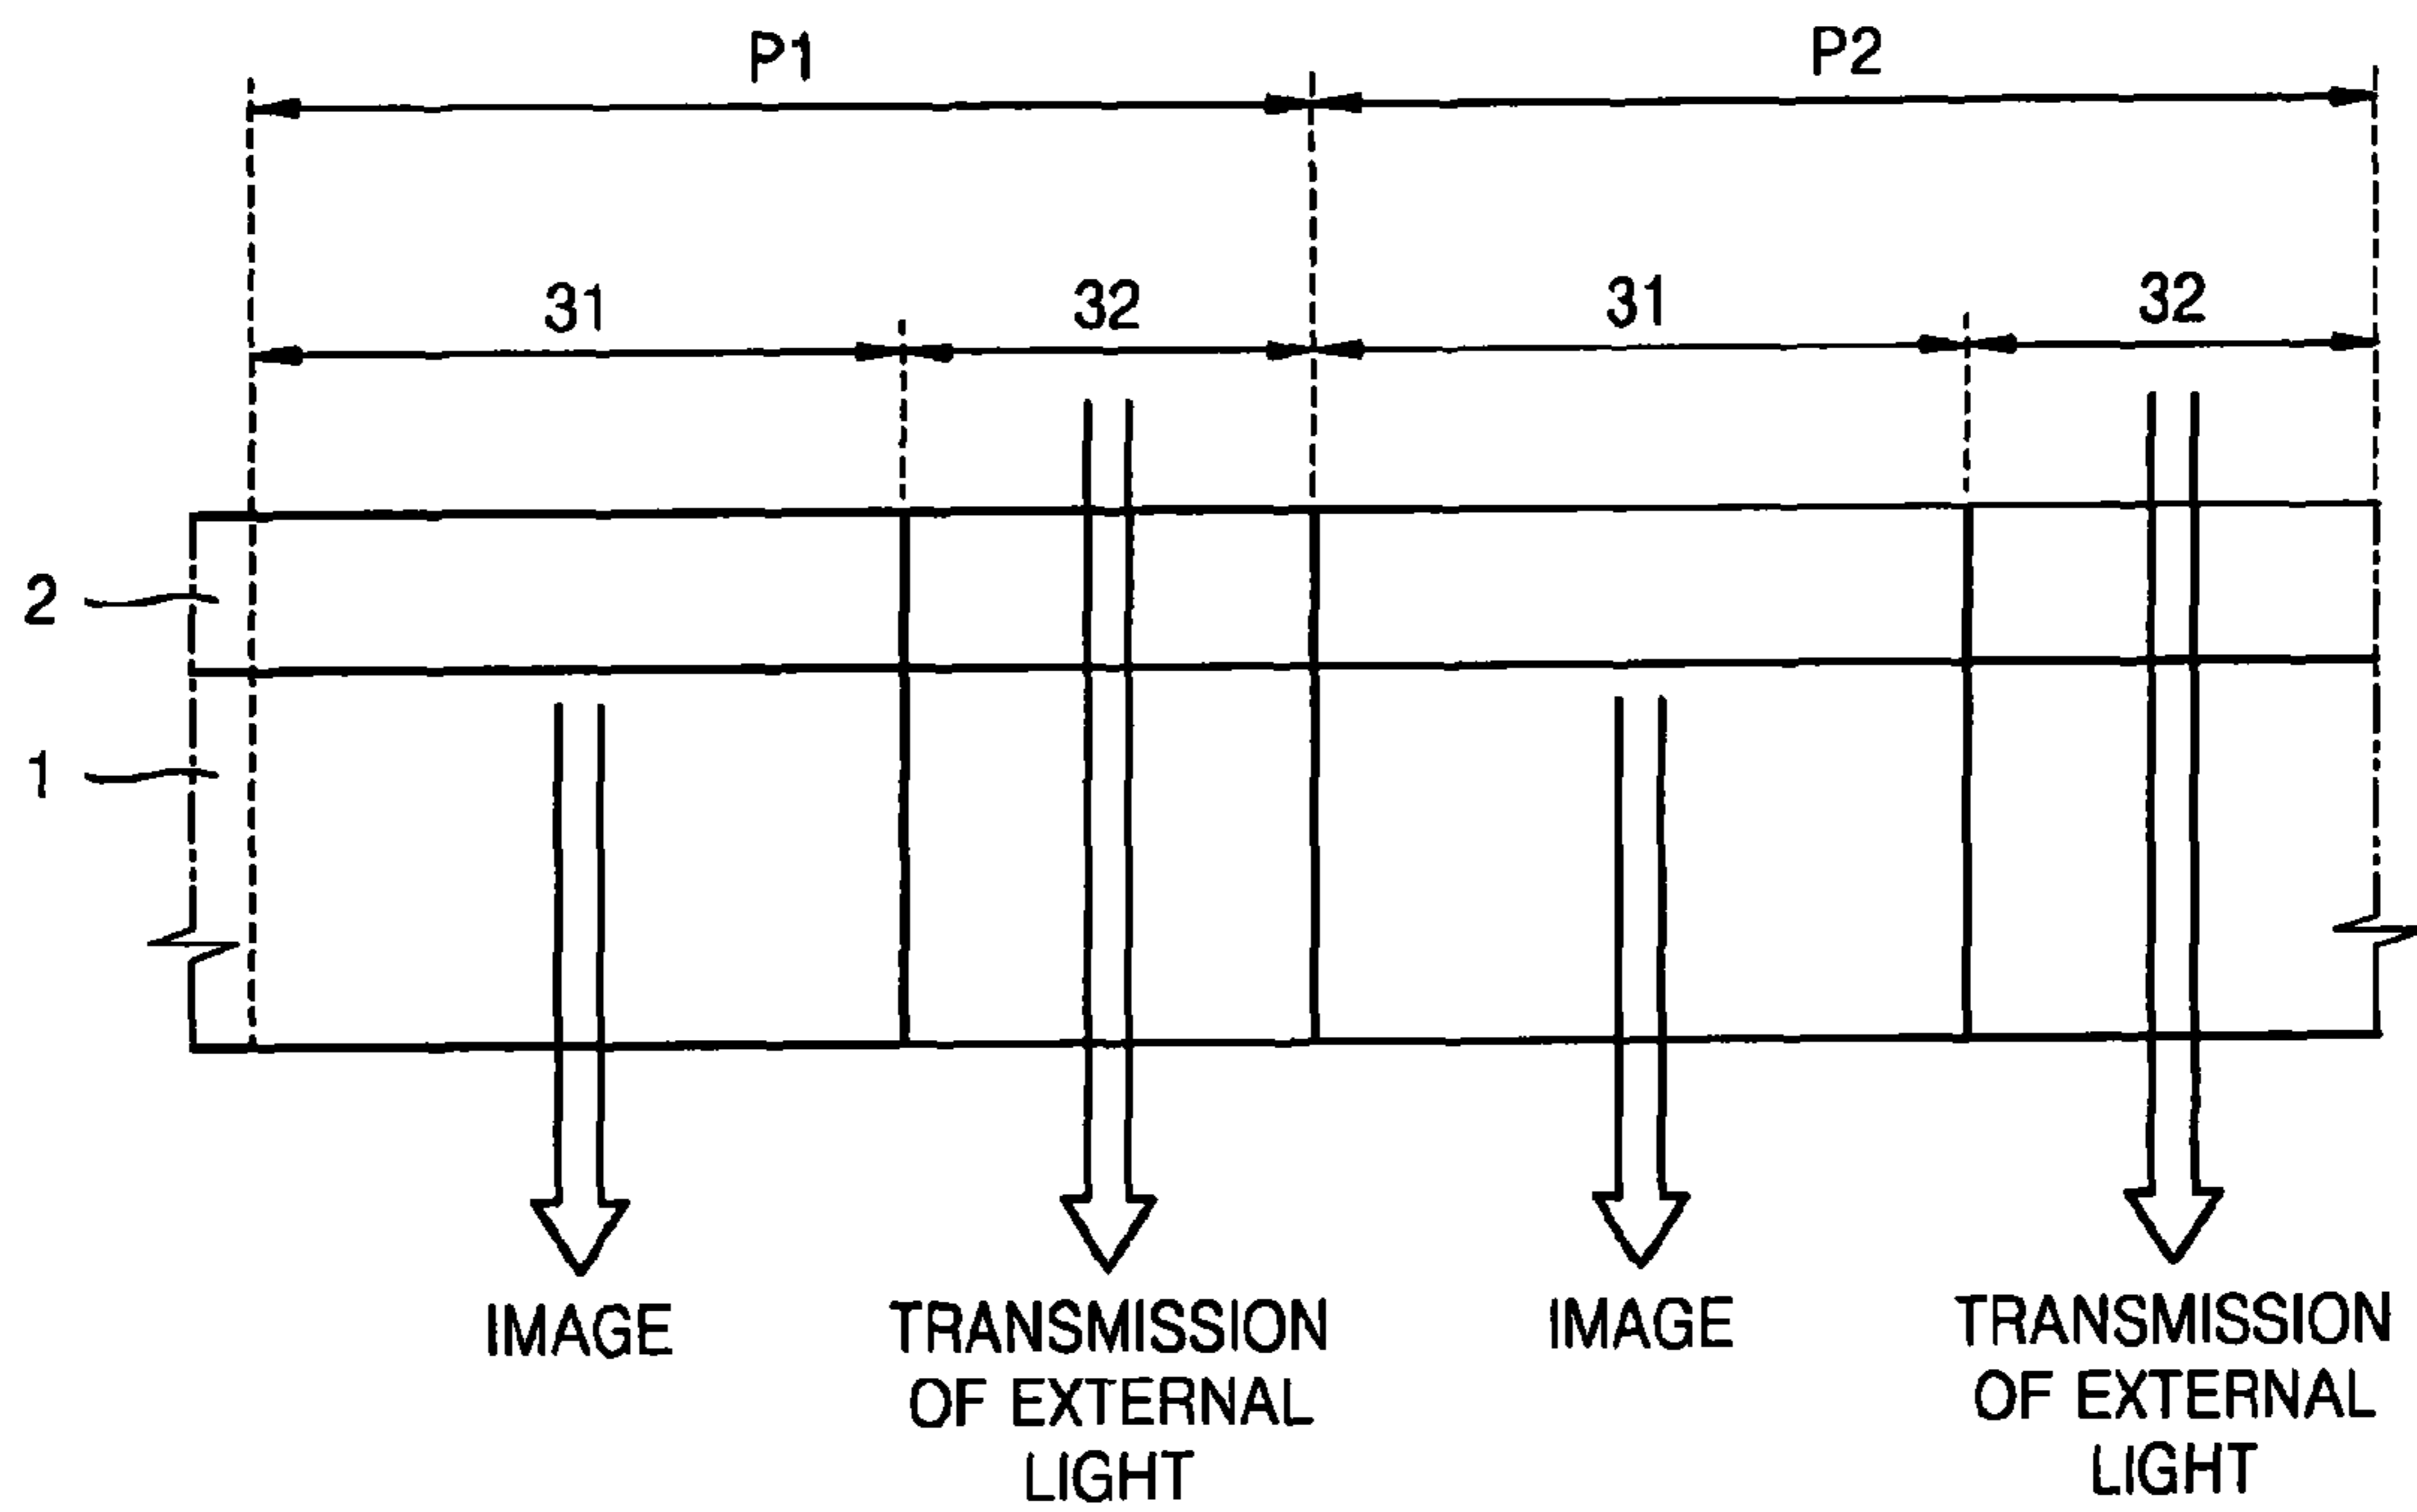 P1 P2
31 32 31 32
2
1
IMAGE
TRANSMISSION
OF EXTERNAL
LIGHT
IMAGE
TRANSMISSION
OF EXTERNAL
LIGHT